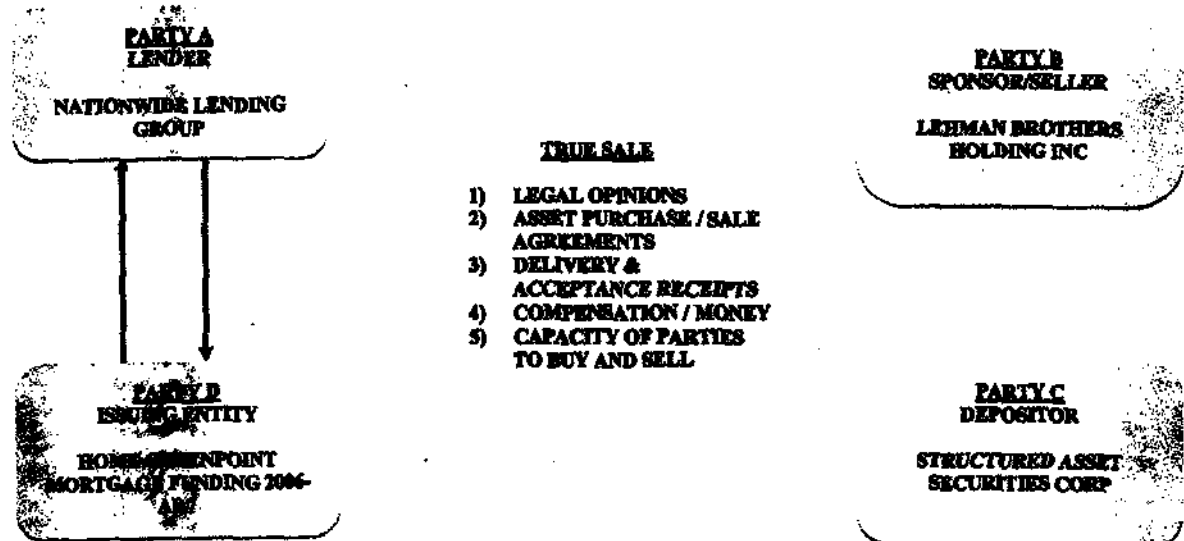 PARTY A
LENDER
NATIONWIDE LENDING
GROUP
PARTY B
SPONSOR/SELLER
LEHMAN BROTHERS
HOLDING INC
TRUE SALE
1) LEGAL OPINIONS
2) ASSET PURCHASE / SALE
AGREEMENTS
3) DELIVERY &
ACCEPTANCE RECEIPTS
4) COMPENSATION / MONEY
5) CAPACITY OF PARTIES
TO BUY AND SELL
PARTY D
ISSUING ENTITY
MORTGAGE FUNDING 2006-
PARTY C
DEPOSITOR
STRUCTURED ASSET
SECURITIES CORP